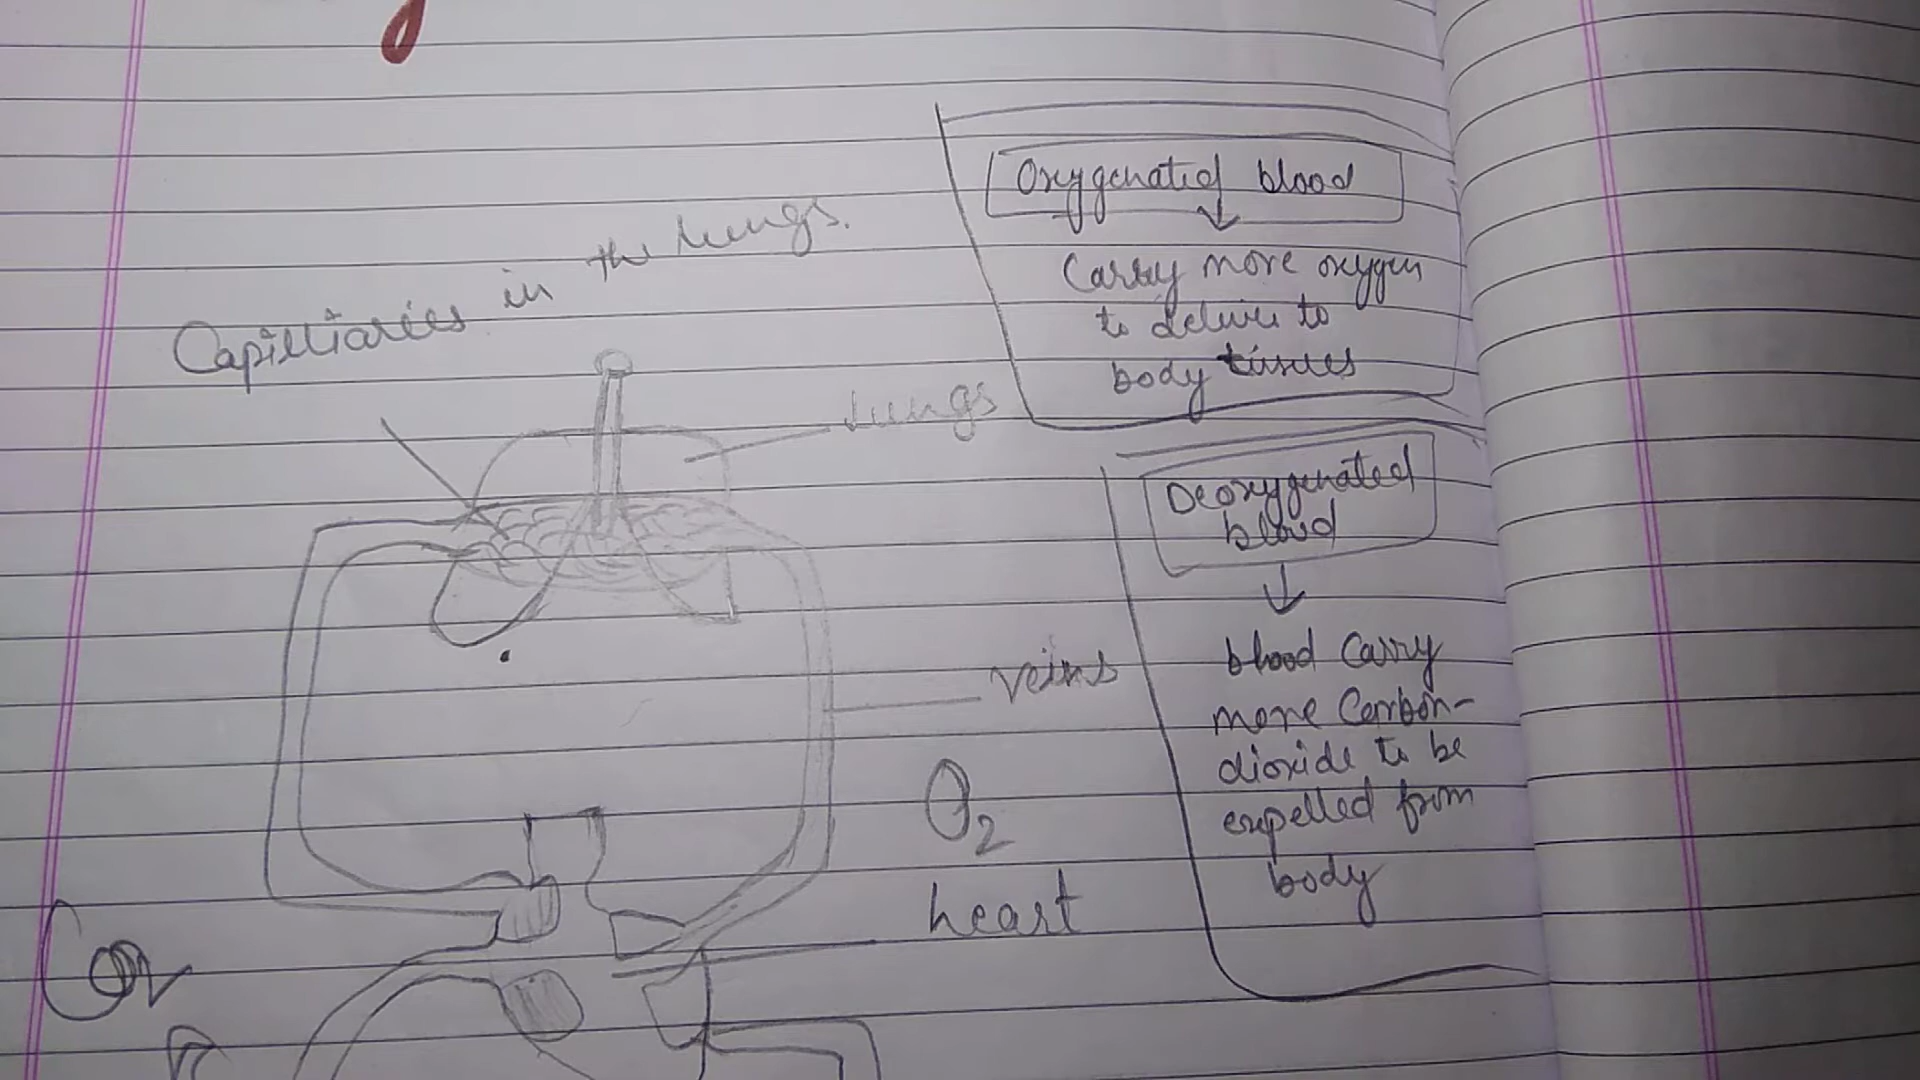 Capilliaries in the lungs.
lungs
Oxygenated blood
Carry more oxygen
to deliver to
body tissues
Deoxygenated
blood
blood Carry
more Carbon-
dioxide to be
expelled from
body
veins
O2
heart